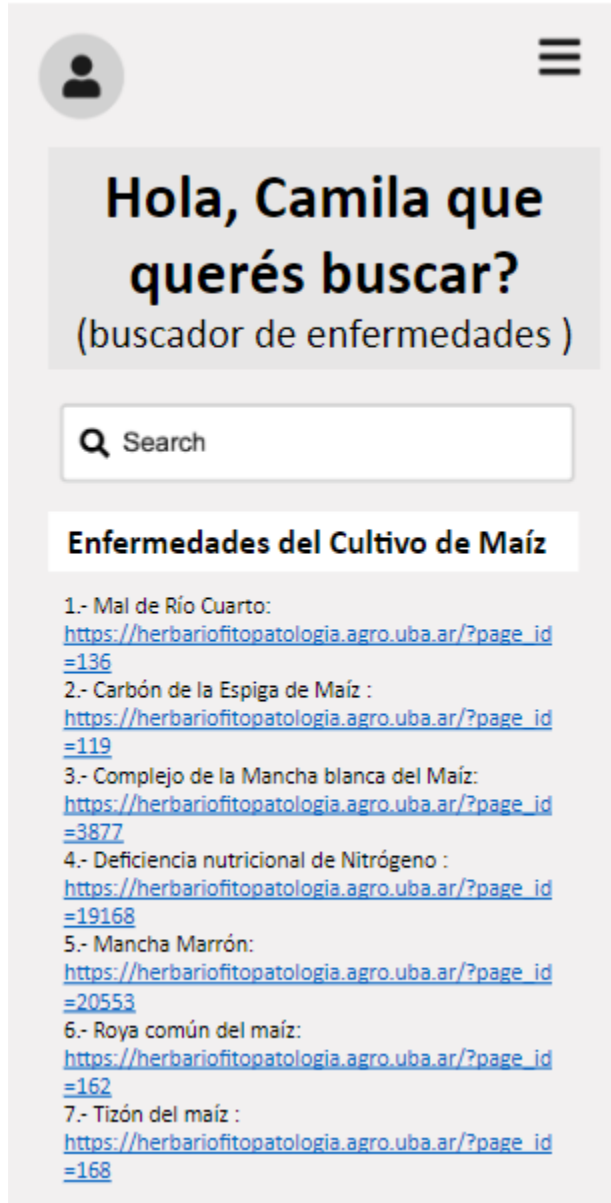 Hola, Camila que
querés buscar?
(buscador de enfermedades )
Search
Enfermedades del Cultivo de Maíz
1.- Mal de Río Cuarto:
https://herbariofitopatologia.agro.uba.ar/?page_id
=136
2.- Carbón de la Espiga de Maíz :
https://herbariofitopatologia.agro.uba.ar/?page_id
=119
3.- Complejo de la Mancha blanca del Maíz:
https://herbariofitopatologia.agro.uba.ar/?page_id
=3877
4.- Deficiencia nutricional de Nitrógeno :
https://herbariofitopatologia.agro.uba.ar/?page_id
=19168
5.- Mancha Marrón:
https://herbariofitopatologia.agro.uba.ar/?page_id
=20553
6.- Roya común del maíz:
https://herbariofitopatologia.agro.uba.ar/?page_id
=162
7.- Tizón del maíz :
https://herbariofitopatologia.agro.uba.ar/?page_id
=168